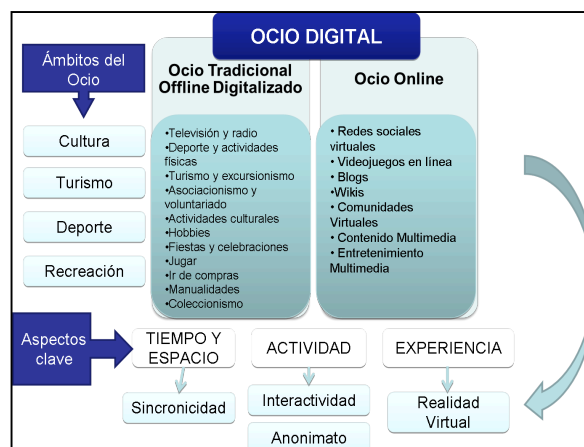 OCIO DIGITAL
Ámbitos del
Ocio
Cultura
Turismo
Deporte
Recreación
Ocio Tradicional
Offline Digitalizado
•Televisión y radio
•Deporte y actividades
físicas
•Turismo y excursionismo
•Asociacionismo y
voluntariado
•Actividades culturales
•Hobbies
•Fiestas y celebraciones
•Jugar
•Ir de compras
•Manualidades
•Coleccionismo
Ocio Online
• Redes sociales
virtuales
• Videojuegos en línea
• Blogs
•Wikis
• Comunidades
Virtuales
• Contenido Multimedia
• Entretenimiento
Multimedia
Aspectos
clave
TIEMPO Y
ESPACIO
Sincronicidad
ACTIVIDAD
Interactividad
Anonimato
EXPERIENCIA
Realidad
Virtual